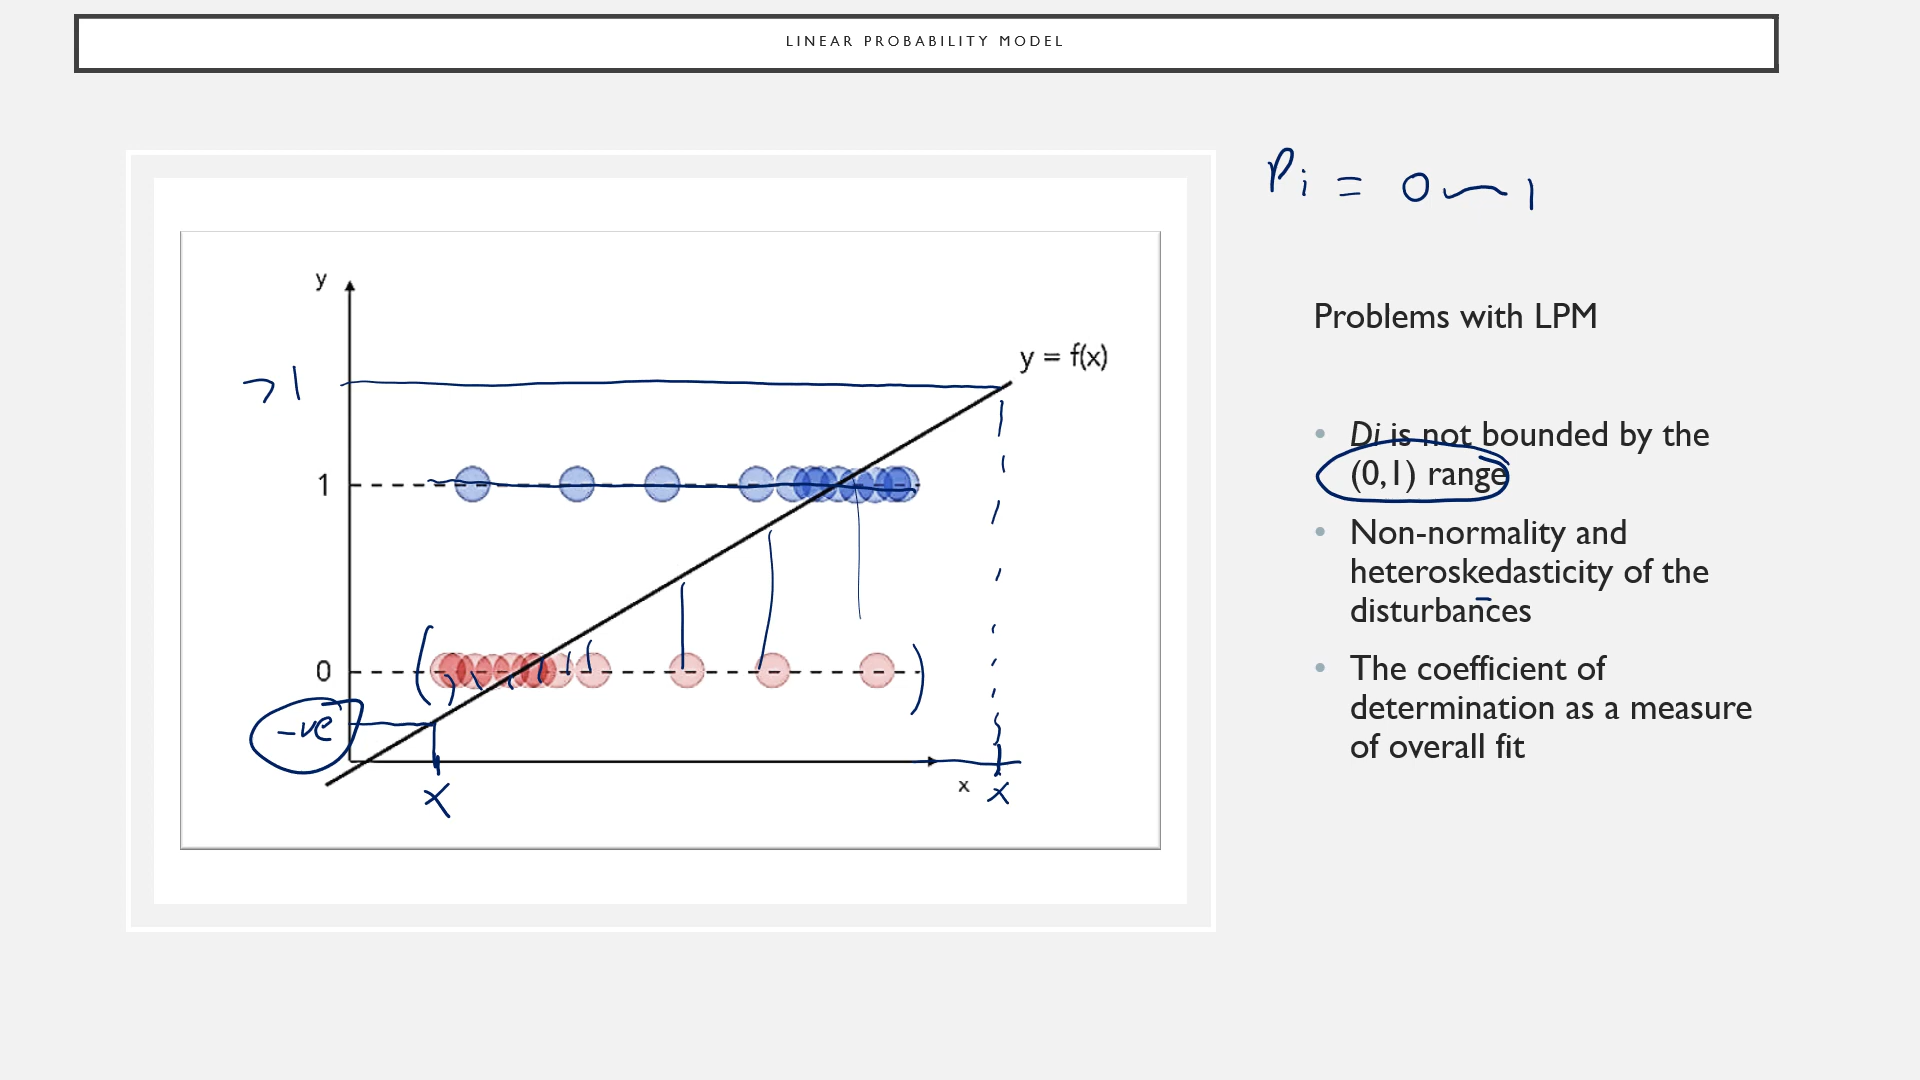 LINEAR PROBABILITY MODEL
Pi = 0 — 1
y
y = f(x)
>1
1
0
-ve
x
x
x
Problems with LPM
• Di is not bounded by the
(0,1) range
• Non-normality and
heteroskedasticity of the
disturbances
• The coefficient of
determination as a measure
of overall fit